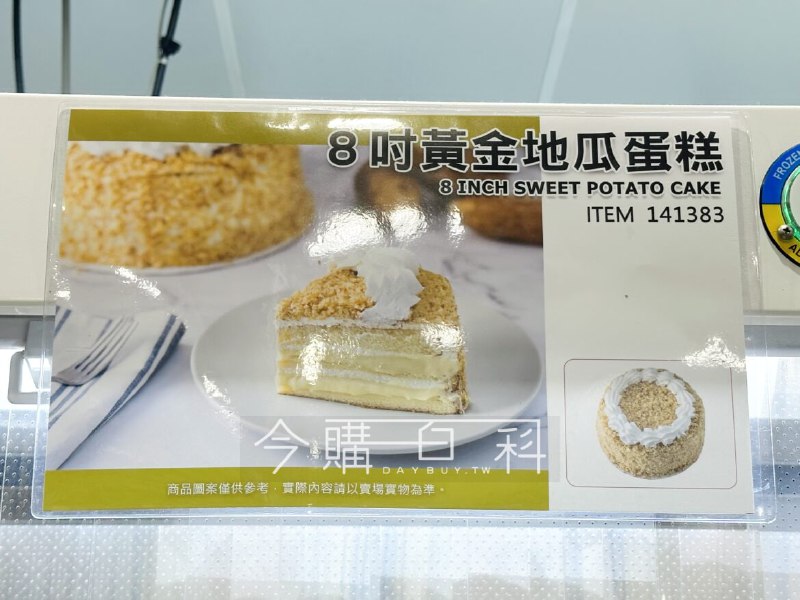 8吋黃金地瓜蛋糕
8 INCH SWEET POTATO CAKE
ITEM 141383
FROZEN
今購百科
DAYBUY.TW
商品圖案僅供參考，實際內容請以賣場實物為準。